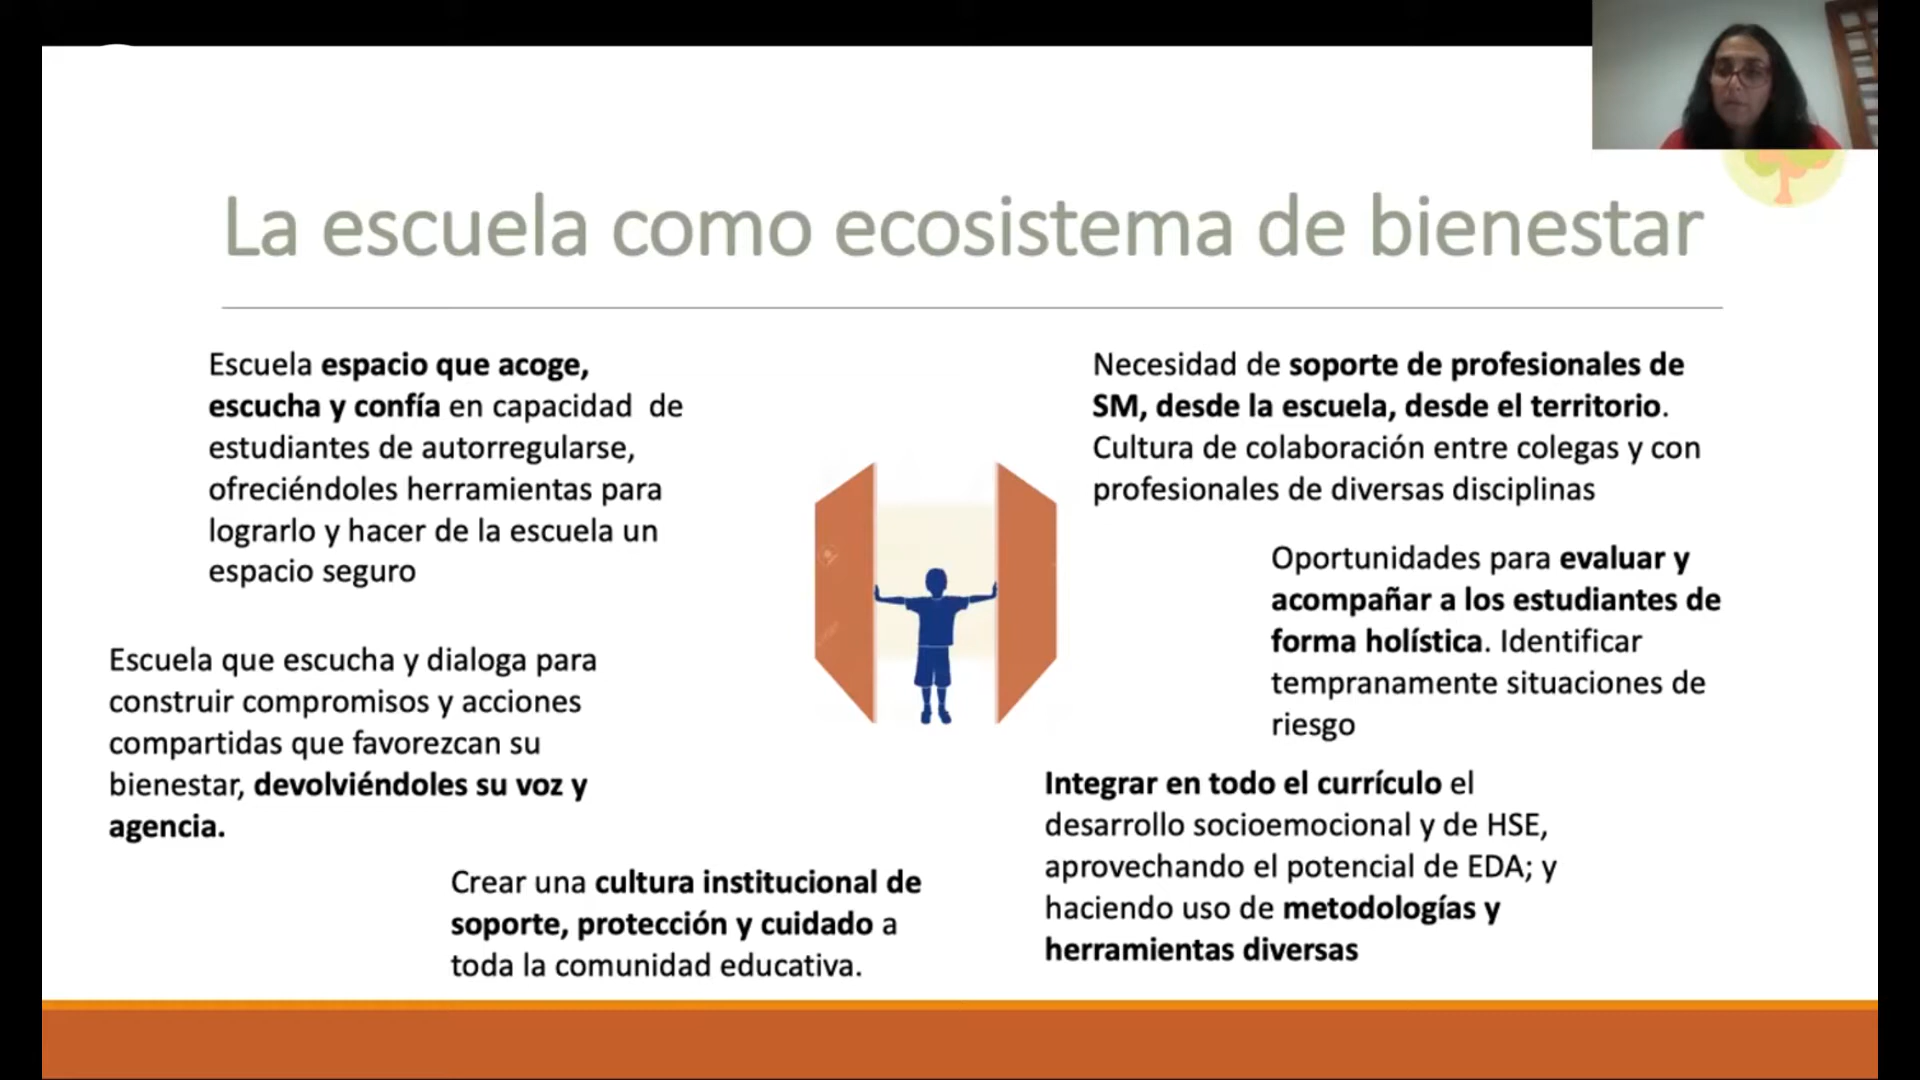 La escuela como ecosistema de bienestar
Escuela espacio que acoge,
escucha y confía en capacidad de
estudiantes de autorregularse,
ofreciéndoles herramientas para
lograrlo y hacer de la escuela un
espacio seguro
Escuela que escucha y dialoga para
construir compromisos y acciones
compartidas que favorezcan su
bienestar, devolviéndoles su voz y
agencia.
Crear una cultura institucional de
soporte, protección y cuidado a
toda la comunidad educativa.
Necesidad de soporte de profesionales de
SM, desde la escuela, desde el territorio.
Cultura de colaboración entre colegas y con
profesionales de diversas disciplinas
Oportunidades para evaluar y
acompañar a los estudiantes de
forma holística. Identificar
tempranamente situaciones de
riesgo
Integrar en todo el currículo el
desarrollo socioemocional y de HSE,
aprovechando el potencial de EDA; y
haciendo uso de metodologías y
herramientas diversas